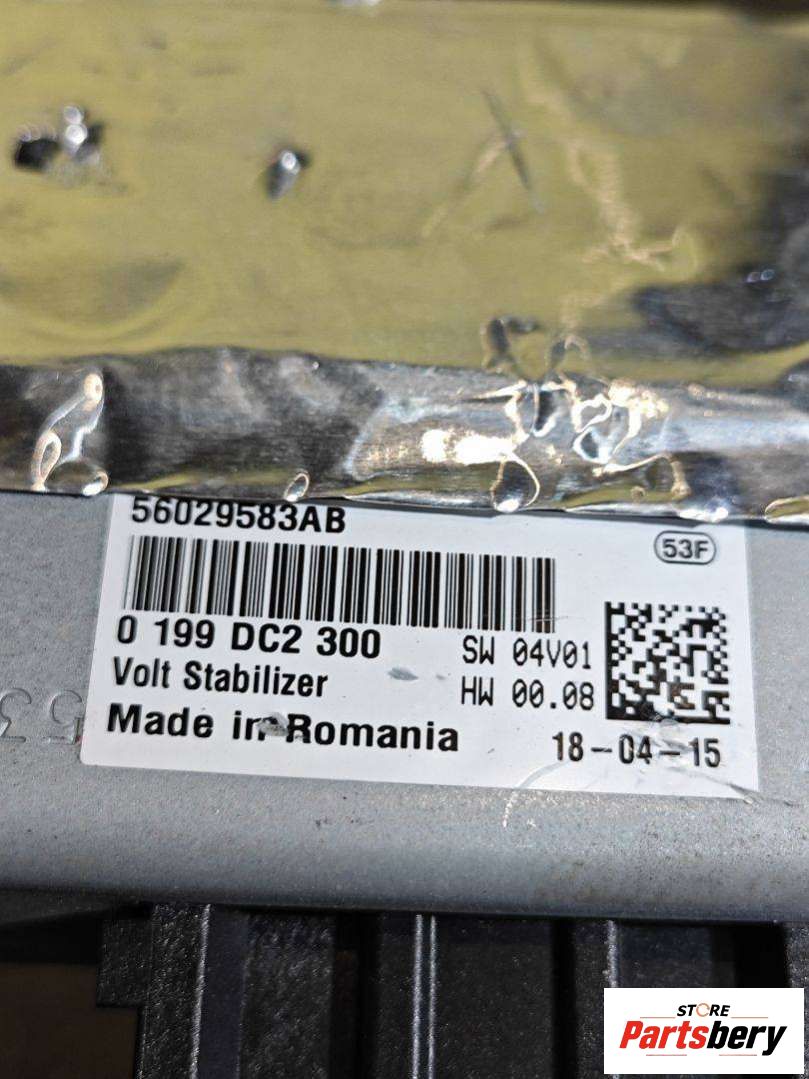 56029583AB
53F
0 199 DC2 300
SW 04V01
Volt Stabilizer
HW 00.08
Made in Romania
18-04-15
STORE
Partsbery